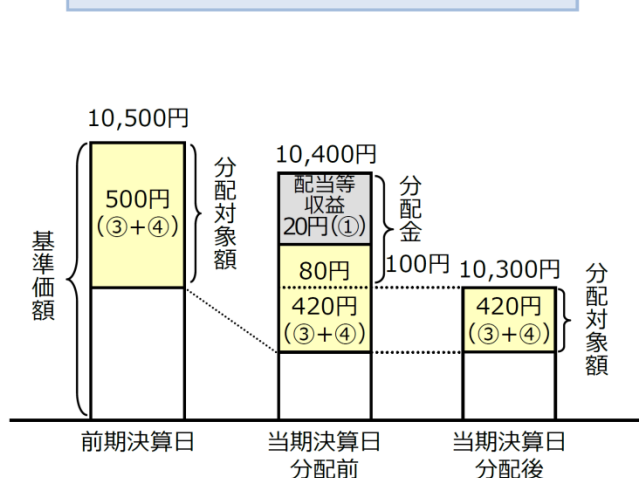 10,500円
500円
(③+④)
分配対象額
基準価額
前期決算日
10,400円
配当等
収益
20円(①)
80円
420円
(③+④)
分配金
100円
当期決算日
分配前
10,300円
420円
(③+④)
分配対象額
当期決算日
分配後